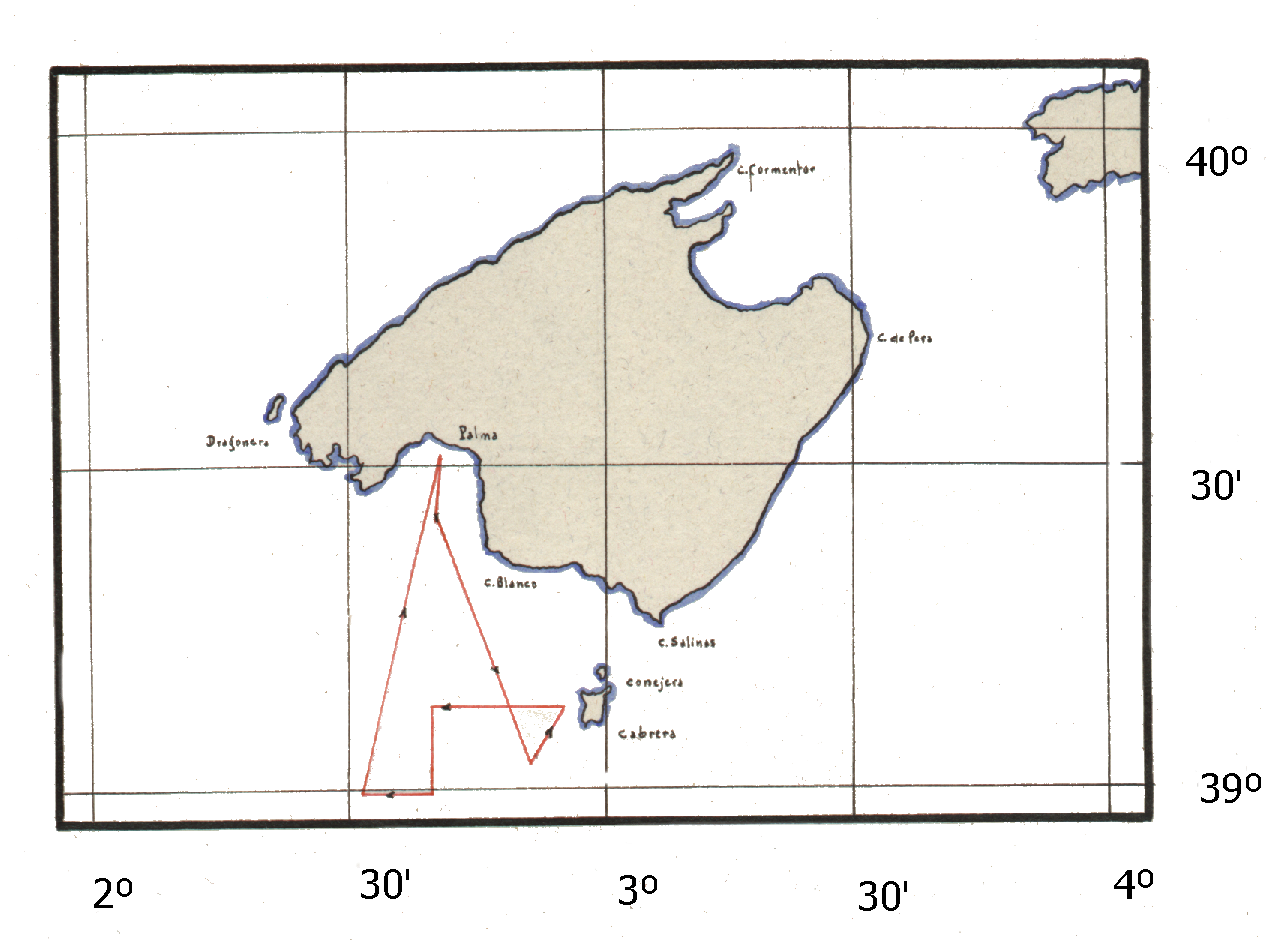 C. Formentor
40º
C. de Pera
Dragonera
Palma
30'
C. Blanco
C. Salinas
Conejera
Cabrera
39º
2º
30'
3º
30'
4º